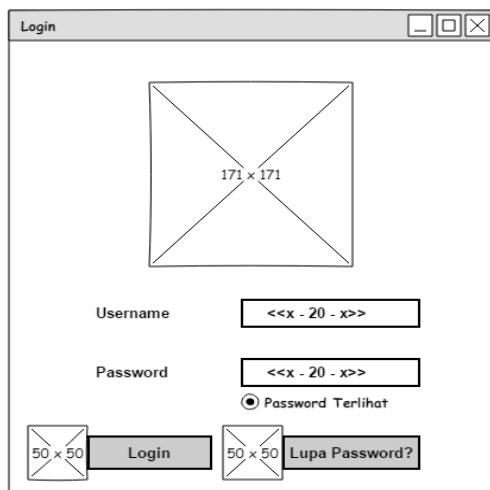 Login
171 x 171
Username <<x - 20 - x>>
Password <<x - 20 - x>>
Password Terlihat
50 x 50 Login 50 x 50 Lupa Password?